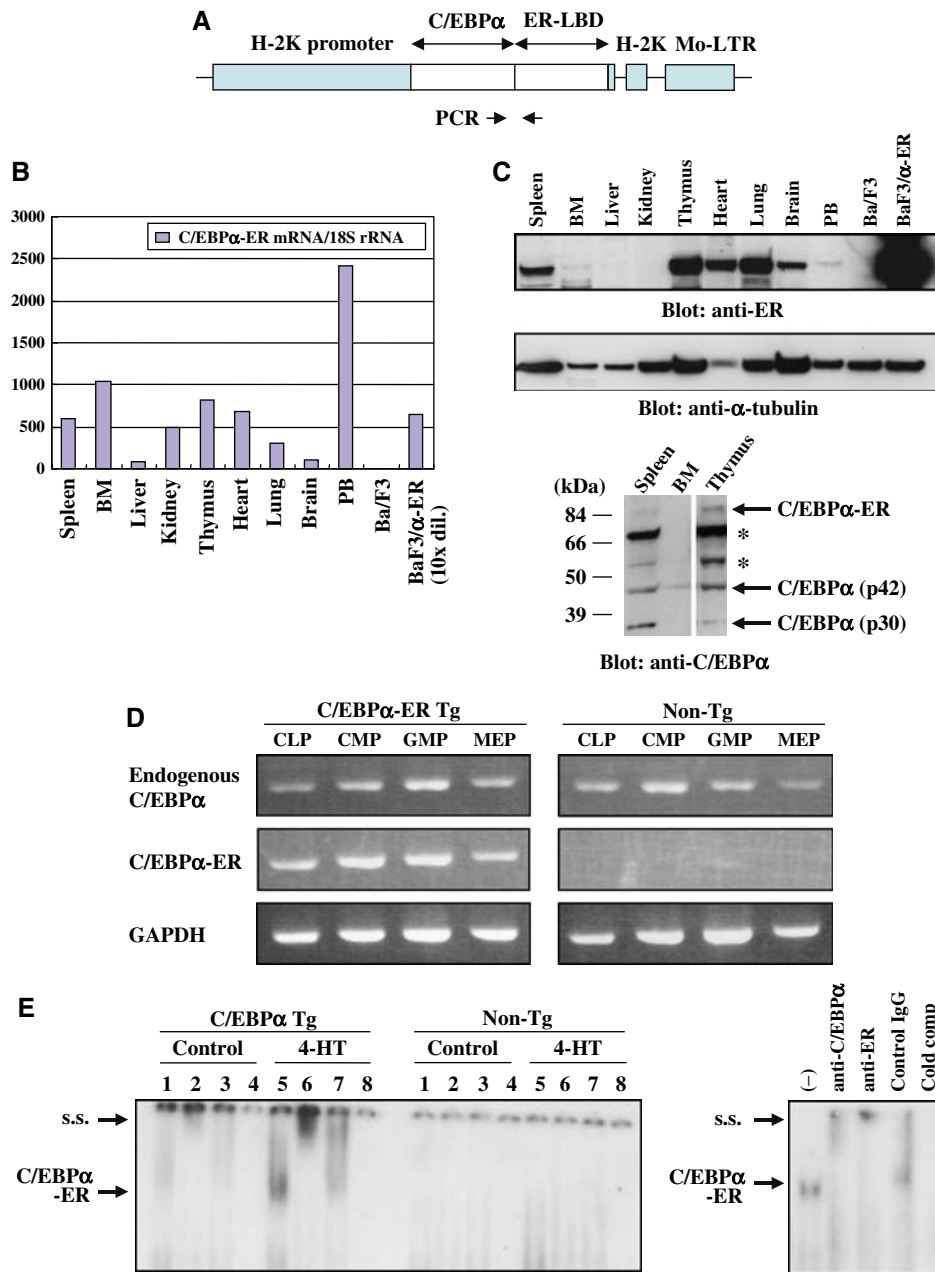 A
C/EBPα ER-LBD
H-2K promoter H-2K Mo-LTR
PCR
B
3000
2500
2000
1500
1000
500
0
C/EBPα-ER mRNA/18S rRNA
Spleen
BM
Liver
Kidney
Thymus
Heart
Lung
Brain
PB
Ba/F3
BaF3/α-ER
(10x dil.)
C
Spleen
BM
Liver
Kidney
Thymus
Heart
Lung
Brain
PB
Ba/F3
BaF3/α-ER
Blot: anti-ER
Blot: anti-α-tubulin
(kDa)
Spleen
BM
Thymus
84
66
50
39
C/EBPα-ER
*
*
C/EBPα (p42)
C/EBPα (p30)
Blot: anti-C/EBPα
D
C/EBPα-ER Tg Non-Tg
CLP CMP GMP MEP CLP CMP GMP MEP
Endogenous
C/EBPα
C/EBPα-ER
GAPDH
E
C/EBPα Tg Non-Tg
Control 4-HT Control 4-HT
1 2 3 4 5 6 7 8 1 2 3 4 5 6 7 8
s.s.
C/EBPα
-ER
(–)
anti-C/EBPα
anti-ER
Control IgG
Cold comp
s.s.
C/EBPα
-ER